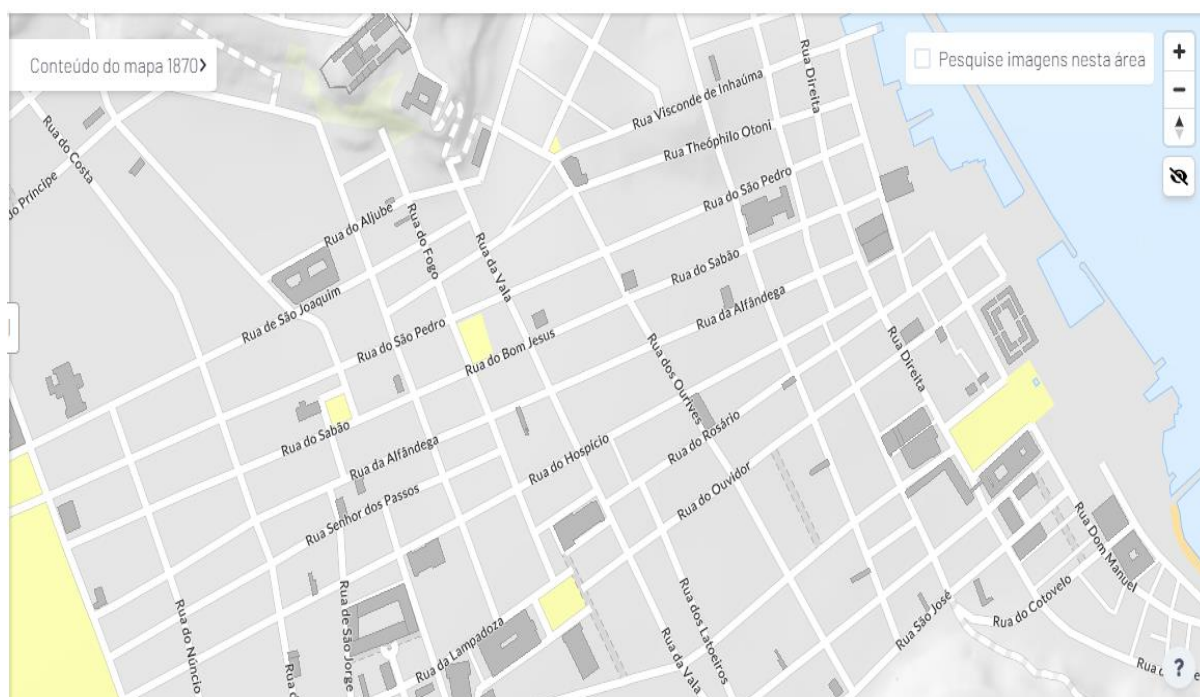 Conteúdo do mapa 1870
Pesquise imagens nesta área
+
−
Rua Direita
Rua Visconde de Inhaúma
Rua Theóphilo Otoni
Rua do São Pedro
Rua do Costa
do Príncipe
Rua do Aljube
Rua do Fogo
Rua da Vala
Rua do Sabão
Rua da Alfândega
Rua de São Joaquim
Rua do São Pedro
Rua do Bom Jesus
Rua dos Ourives
Rua Direita
Rua do Sabão
Rua da Alfândega
Rua do Hospício
Rua do Rosário
Rua do Ouvidor
Rua Senhor dos Passos
Rua Dom Manuel
Rua do Núncio
Rua de São Jorge
Rua da Lampadoza
Rua dos Latoeiros
Rua da Vala
Rua São José
Rua do Cotovelo
Rua d
Rua c
?